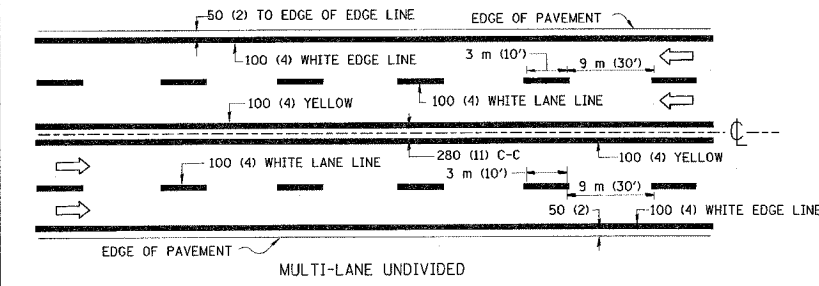 50 (2) TO EDGE OF EDGE LINE
EDGE OF PAVEMENT
100 (4) WHITE EDGE LINE
3 m (10')
9 m (30')
100 (4) YELLOW
100 (4) WHITE LANE LINE
℄
100 (4) WHITE LANE LINE
280 (11) C-C
100 (4) YELLOW
3 m (10')
9 m (30')
50 (2)
100 (4) WHITE EDGE LINE
EDGE OF PAVEMENT
MULTI-LANE UNDIVIDED